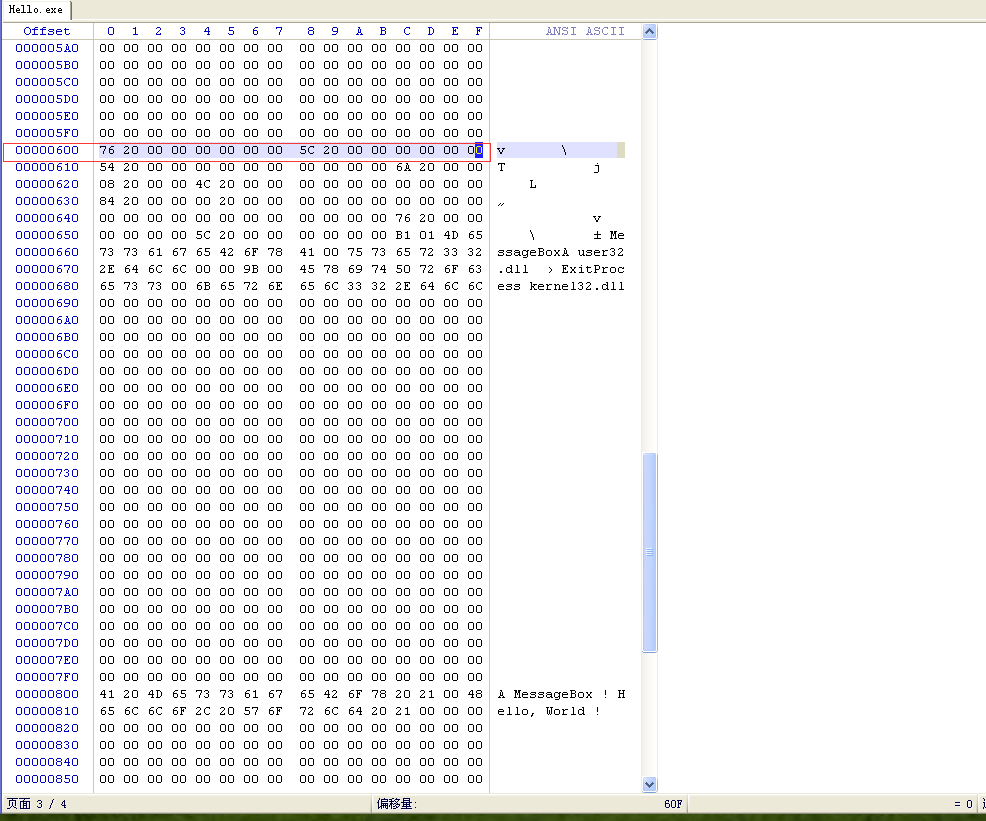 Hello.exe
Offset 0 1 2 3 4 5 6 7 8 9 A B C D E F ANSI ASCII
000005A0 00 00 00 00 00 00 00 00 00 00 00 00 00 00 00 00
000005B0 00 00 00 00 00 00 00 00 00 00 00 00 00 00 00 00
000005C0 00 00 00 00 00 00 00 00 00 00 00 00 00 00 00 00
000005D0 00 00 00 00 00 00 00 00 00 00 00 00 00 00 00 00
000005E0 00 00 00 00 00 00 00 00 00 00 00 00 00 00 00 00
000005F0 00 00 00 00 00 00 00 00 00 00 00 00 00 00 00 00
00000600 76 20 00 00 00 00 00 00 5C 20 00 00 00 00 00 00 v \
00000610 54 20 00 00 00 00 00 00 00 00 00 00 6A 20 00 00 T j
00000620 08 20 00 00 4C 20 00 00 00 00 00 00 00 00 00 00 L
00000630 84 20 00 00 00 20 00 00 00 00 00 00 00 00 00 00 „
00000640 00 00 00 00 00 00 00 00 00 00 00 00 76 20 00 00 v
00000650 00 00 00 00 5C 20 00 00 00 00 00 00 B1 01 4D 65 \ ± Me
00000660 73 73 61 67 65 42 6F 78 41 00 75 73 65 72 33 32 ssageBoxA user32
00000670 2E 64 6C 6C 00 00 9B 00 45 78 69 74 50 72 6F 63 .dll › ExitProc
00000680 65 73 73 00 6B 65 72 6E 65 6C 33 32 2E 64 6C 6C ess kernel32.dll
00000690 00 00 00 00 00 00 00 00 00 00 00 00 00 00 00 00
000006A0 00 00 00 00 00 00 00 00 00 00 00 00 00 00 00 00
000006B0 00 00 00 00 00 00 00 00 00 00 00 00 00 00 00 00
000006C0 00 00 00 00 00 00 00 00 00 00 00 00 00 00 00 00
000006D0 00 00 00 00 00 00 00 00 00 00 00 00 00 00 00 00
000006E0 00 00 00 00 00 00 00 00 00 00 00 00 00 00 00 00
000006F0 00 00 00 00 00 00 00 00 00 00 00 00 00 00 00 00
00000700 00 00 00 00 00 00 00 00 00 00 00 00 00 00 00 00
00000710 00 00 00 00 00 00 00 00 00 00 00 00 00 00 00 00
00000720 00 00 00 00 00 00 00 00 00 00 00 00 00 00 00 00
00000730 00 00 00 00 00 00 00 00 00 00 00 00 00 00 00 00
00000740 00 00 00 00 00 00 00 00 00 00 00 00 00 00 00 00
00000750 00 00 00 00 00 00 00 00 00 00 00 00 00 00 00 00
00000760 00 00 00 00 00 00 00 00 00 00 00 00 00 00 00 00
00000770 00 00 00 00 00 00 00 00 00 00 00 00 00 00 00 00
00000780 00 00 00 00 00 00 00 00 00 00 00 00 00 00 00 00
00000790 00 00 00 00 00 00 00 00 00 00 00 00 00 00 00 00
000007A0 00 00 00 00 00 00 00 00 00 00 00 00 00 00 00 00
000007B0 00 00 00 00 00 00 00 00 00 00 00 00 00 00 00 00
000007C0 00 00 00 00 00 00 00 00 00 00 00 00 00 00 00 00
000007D0 00 00 00 00 00 00 00 00 00 00 00 00 00 00 00 00
000007E0 00 00 00 00 00 00 00 00 00 00 00 00 00 00 00 00
000007F0 00 00 00 00 00 00 00 00 00 00 00 00 00 00 00 00
00000800 41 20 4D 65 73 73 61 67 65 42 6F 78 20 21 00 48 A MessageBox ! H
00000810 65 6C 6C 6F 2C 20 57 6F 72 6C 64 20 21 00 00 00 ello, World !
00000820 00 00 00 00 00 00 00 00 00 00 00 00 00 00 00 00
00000830 00 00 00 00 00 00 00 00 00 00 00 00 00 00 00 00
00000840 00 00 00 00 00 00 00 00 00 00 00 00 00 00 00 00
00000850 00 00 00 00 00 00 00 00 00 00 00 00 00 00 00 00
页面 3 / 4 偏移量: 60F = 0